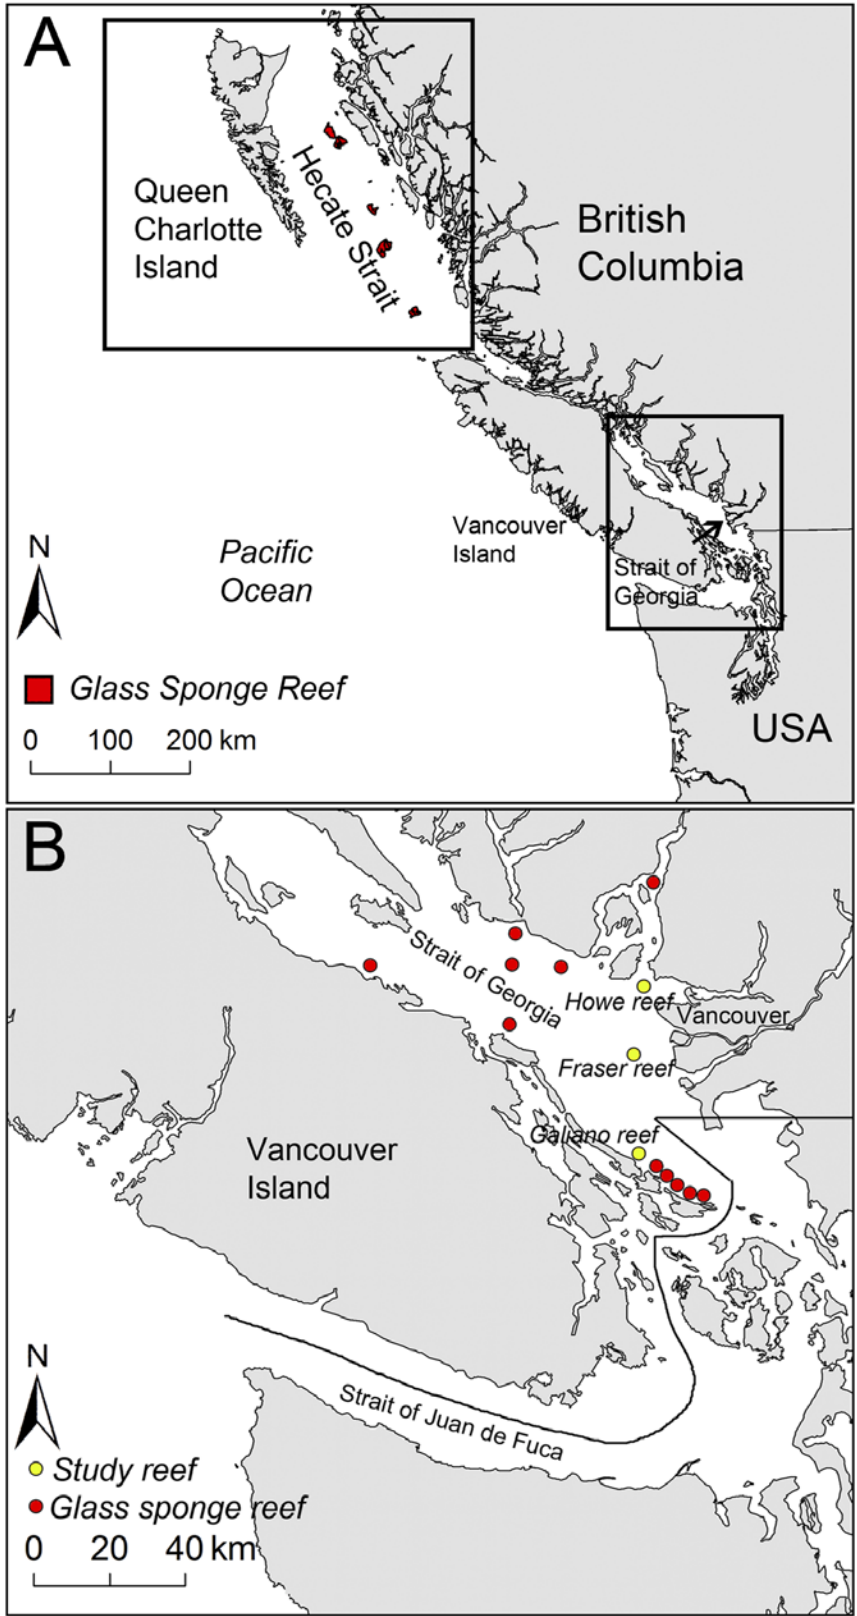 A
Queen
Charlotte
Island
Hecate Strait
British
Columbia
Vancouver
Island
Strait of
Georgia
Pacific
Ocean
N
Glass Sponge Reef
0 100 200 km
USA
B
Strait of Georgia
Howe reef
Vancouver
Fraser reef
Galiano reef
Vancouver
Island
N
Strait of Juan de Fuca
Study reef
Glass sponge reef
0 20 40 km